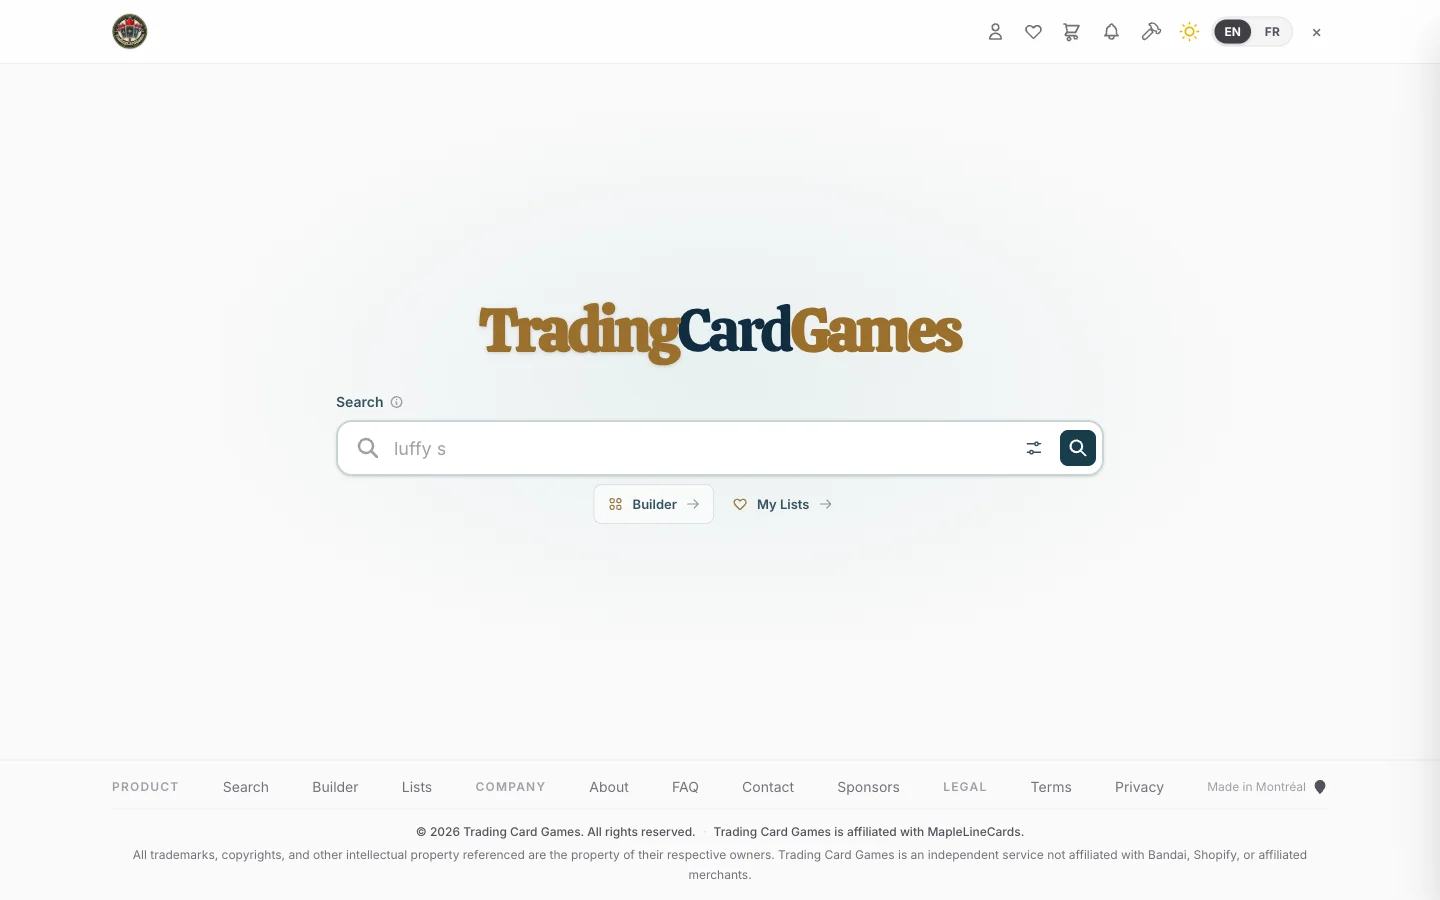 EN FR ×
TradingCardGames
Search
luffy s
Builder → My Lists →
PRODUCT Search Builder Lists COMPANY About FAQ Contact Sponsors LEGAL Terms Privacy Made in Montréal
© 2026 Trading Card Games. All rights reserved. · Trading Card Games is affiliated with MapleLineCards.
All trademarks, copyrights, and other intellectual property referenced are the property of their respective owners. Trading Card Games is an independent service not affiliated with Bandai, Shopify, or affiliated
merchants.